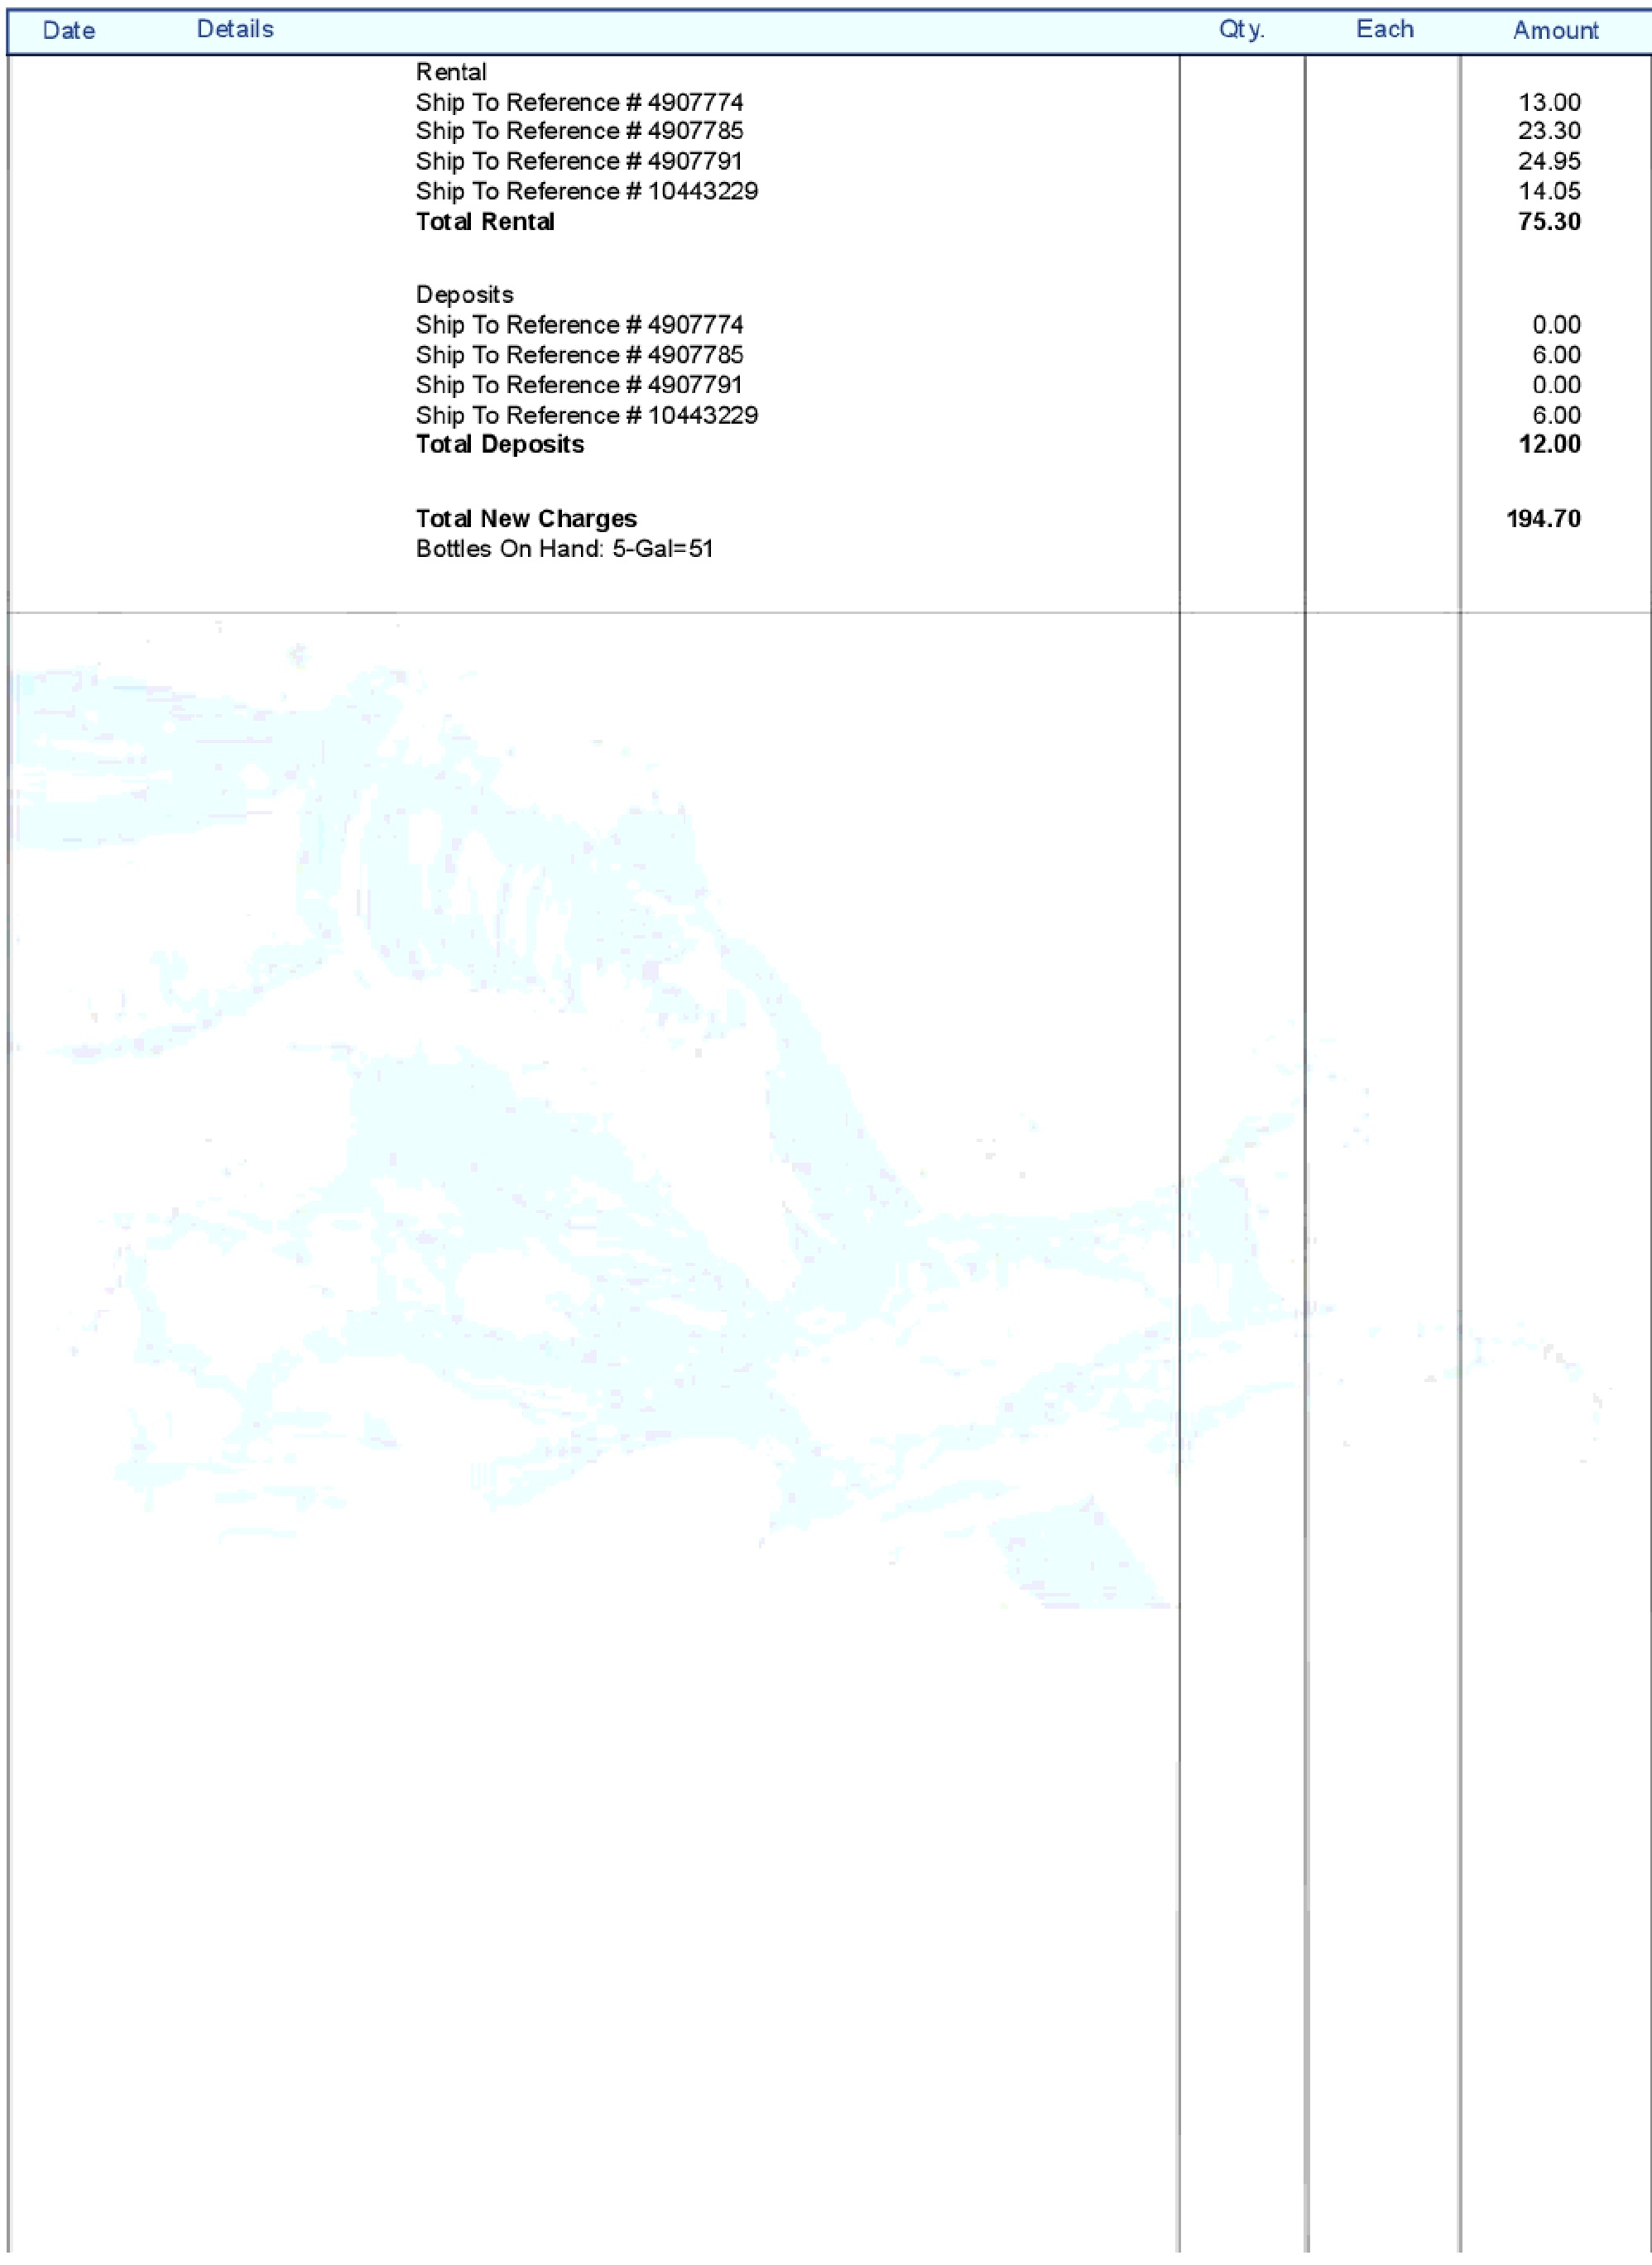 Date Details Qty. Each Amount
Rental
Ship To Reference # 4907774 13.00
Ship To Reference # 4907785 23.30
Ship To Reference # 4907791 24.95
Ship To Reference # 10443229 14.05
Total Rental 75.30
Deposits
Ship To Reference # 4907774 0.00
Ship To Reference # 4907785 6.00
Ship To Reference # 4907791 0.00
Ship To Reference # 10443229 6.00
Total Deposits 12.00
Total New Charges 194.70
Bottles On Hand: 5-Gal=51